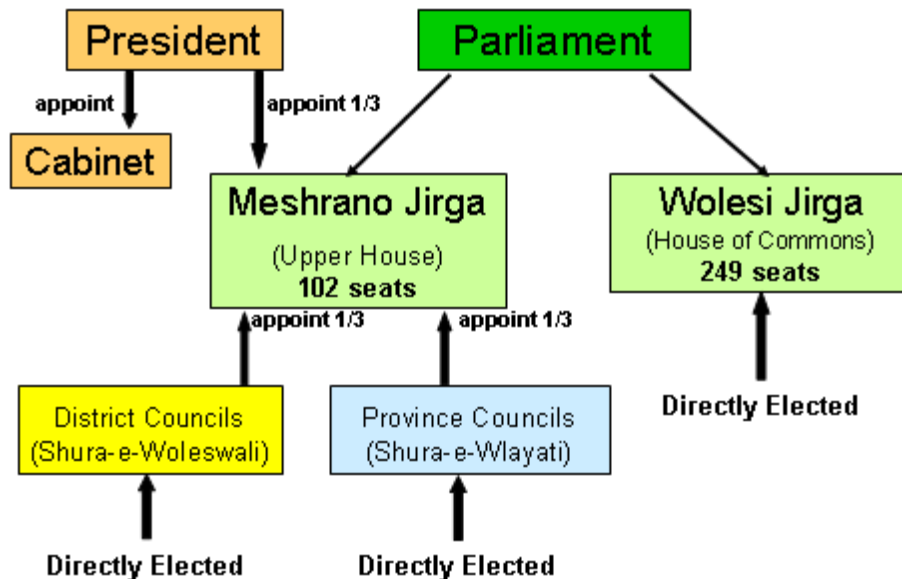 President
Parliament
appoint
appoint 1/3
Cabinet
Meshrano Jirga
(Upper House)
102 seats
Wolesi Jirga
(House of Commons)
249 seats
appoint 1/3
appoint 1/3
District Councils
(Shura-e-Woleswali)
Province Councils
(Shura-e-Wlayati)
Directly Elected
Directly Elected
Directly Elected